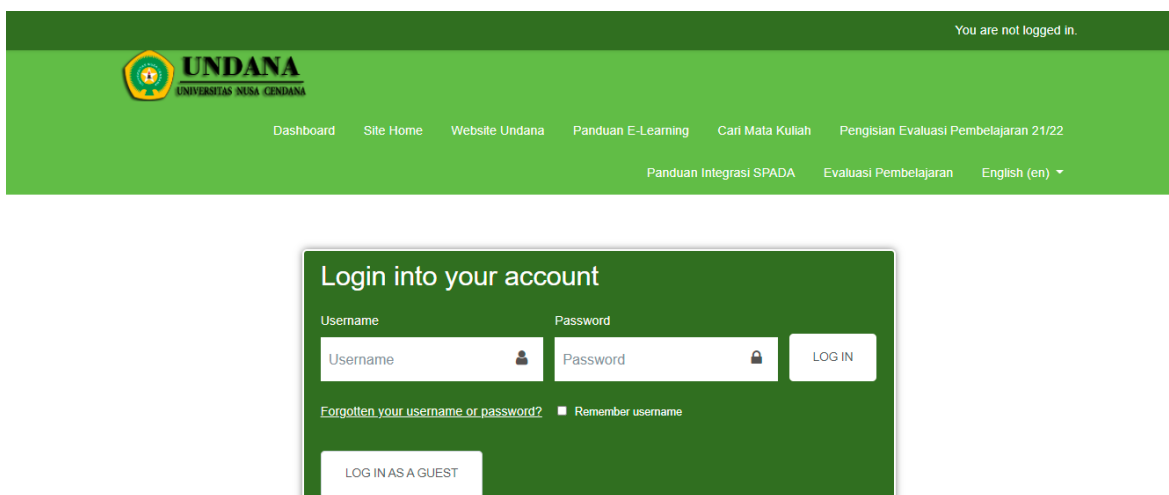 You are not logged in.
UNDANA
UNIVERSITAS NUSA CENDANA
Dashboard Site Home Website Undana Panduan E-Learning Cari Mata Kuliah Pengisian Evaluasi Pembelajaran 21/22
Panduan Integrasi SPADA Evaluasi Pembelajaran English (en)
Login into your account
Username Password
Username Password LOG IN
Forgotten your username or password? Remember username
LOG IN AS A GUEST